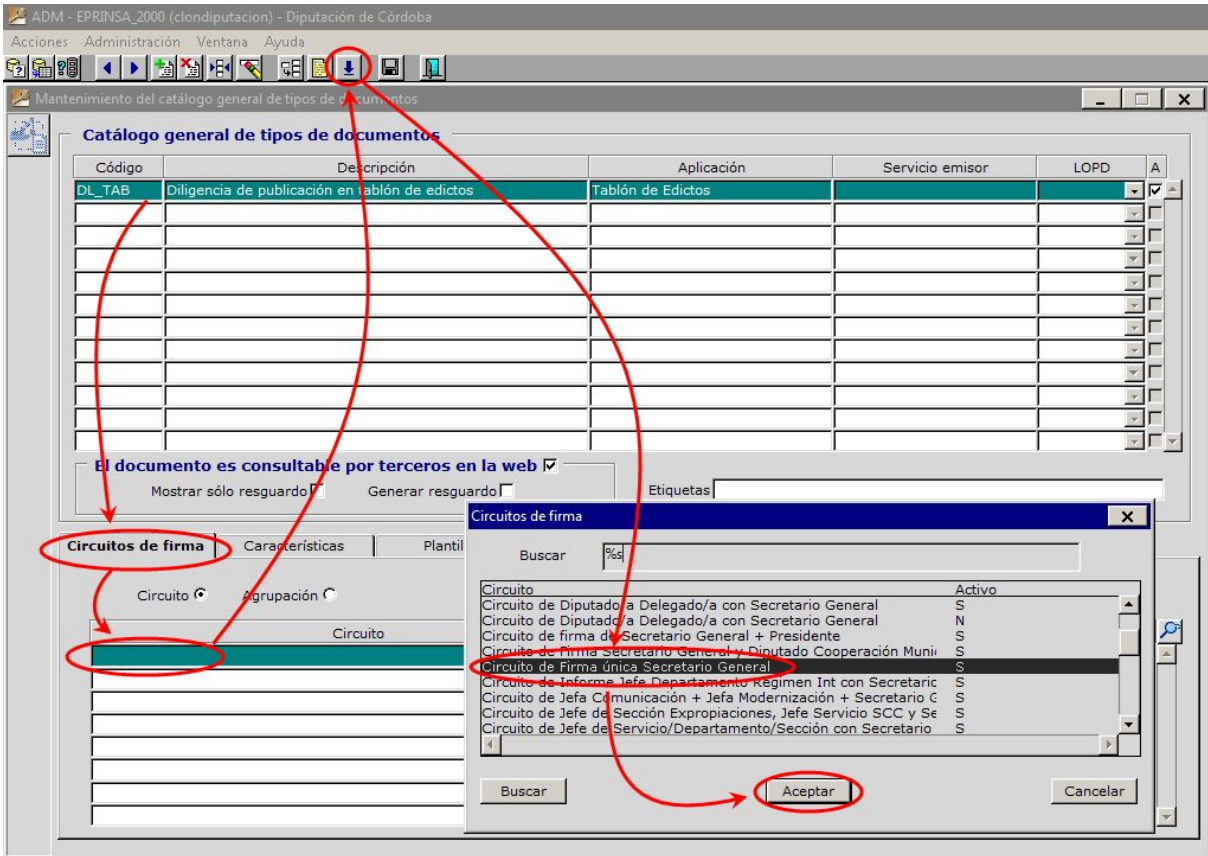 ADM - EPRINSA_2000 (clondiputacion) - Diputación de Córdoba
Acciones Administración Ventana Ayuda
Mantenimiento del catálogo general de tipos de documentos
Catálogo general de tipos de documentos
Código Descripción Aplicación Servicio emisor LOPD A
DL_TAB Diligencia de publicación en tablón de edictos Tablón de Edictos
El documento es consultable por terceros en la web
Mostrar sólo resguardo Generar resguardo Etiquetas
Circuitos de firma Características Plantil
Circuito Agrupación
Circuito
Circuitos de firma
Buscar %s
Circuito Activo
Circuito de Diputado/a Delegado/a con Secretario General S
Circuito de Diputado/a Delegado/a con Secretario General N
Circuito de firma de Secretario General + Presidente S
Circuito de Firma Secretario General y Diputado Cooperación Munic S
Circuito de Firma única Secretario General S
Circuito de Informe Jefe Departamento Régimen Int con Secretaric S
Circuito de Jefa Comunicación + Jefa Modernización + Secretario G S
Circuito de Jefe de Sección Expropiaciones, Jefe Servicio SCC y Se S
Circuito de Jefe de Servicio/Departamento/Sección con Secretario S
Buscar Aceptar Cancelar